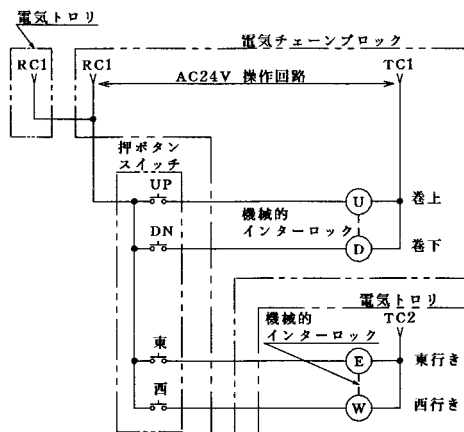 電気トロリ
電気チェーンブロック
RC1
RC1
TC1
AC24V 操作回路
押ボタン
スイッチ
UP
U
巻上
機械的
インターロック
DN
D
巻下
電気トロリ
機械的
インターロック
TC2
東
E
東行き
西
W
西行き